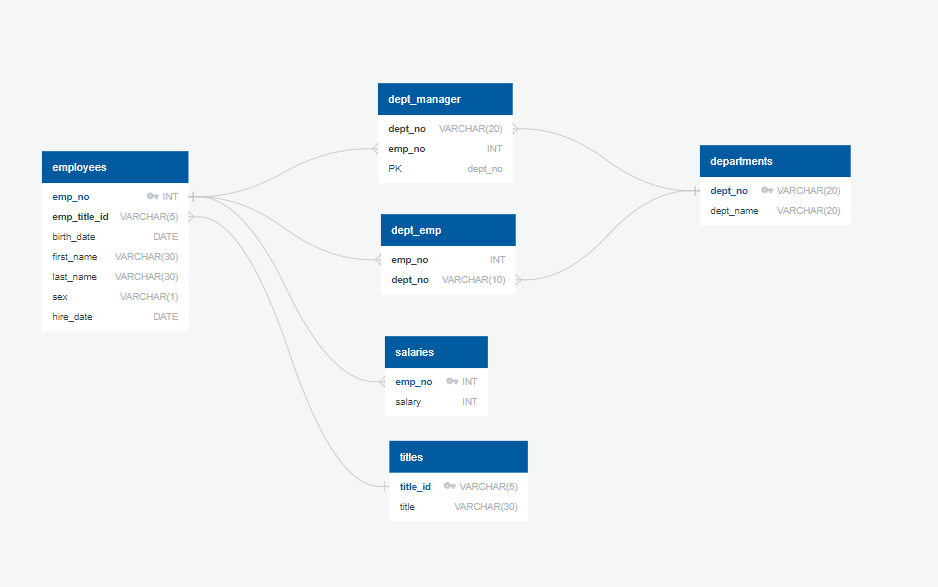 employees
emp_no INT
emp_title_id VARCHAR(5)
birth_date DATE
first_name VARCHAR(30)
last_name VARCHAR(30)
sex VARCHAR(1)
hire_date DATE
dept_manager
dept_no VARCHAR(20)
emp_no INT
PK dept_no
dept_emp
emp_no INT
dept_no VARCHAR(10)
salaries
emp_no INT
salary INT
titles
title_id VARCHAR(5)
title VARCHAR(30)
departments
dept_no VARCHAR(20)
dept_name VARCHAR(20)